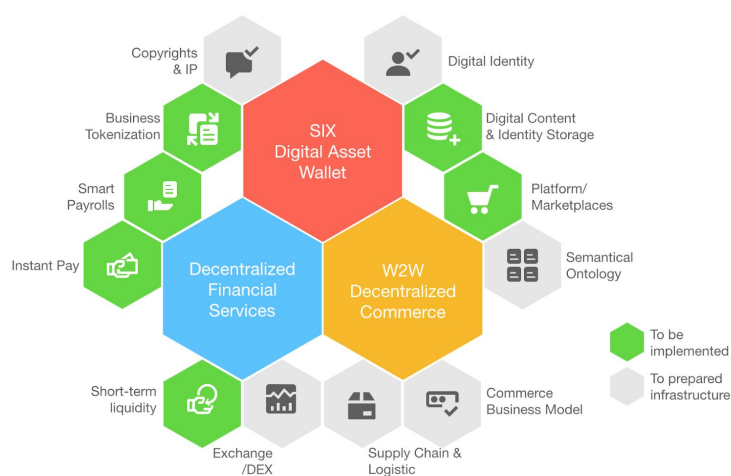 Copyrights
& IP
Digital Identity
Business
Tokenization
SIX
Digital Asset
Wallet
Digital Content
& Identity Storage
Smart
Payrolls
Platform/
Marketplaces
Instant Pay
Decentralized
Financial
Services
W2W
Decentralized
Commerce
Semantical
Ontology
To be
implemented
To prepared
infrastructure
Short-term
liquidity
Commerce
Business Model
Exchange
/DEX
Supply Chain &
Logistic